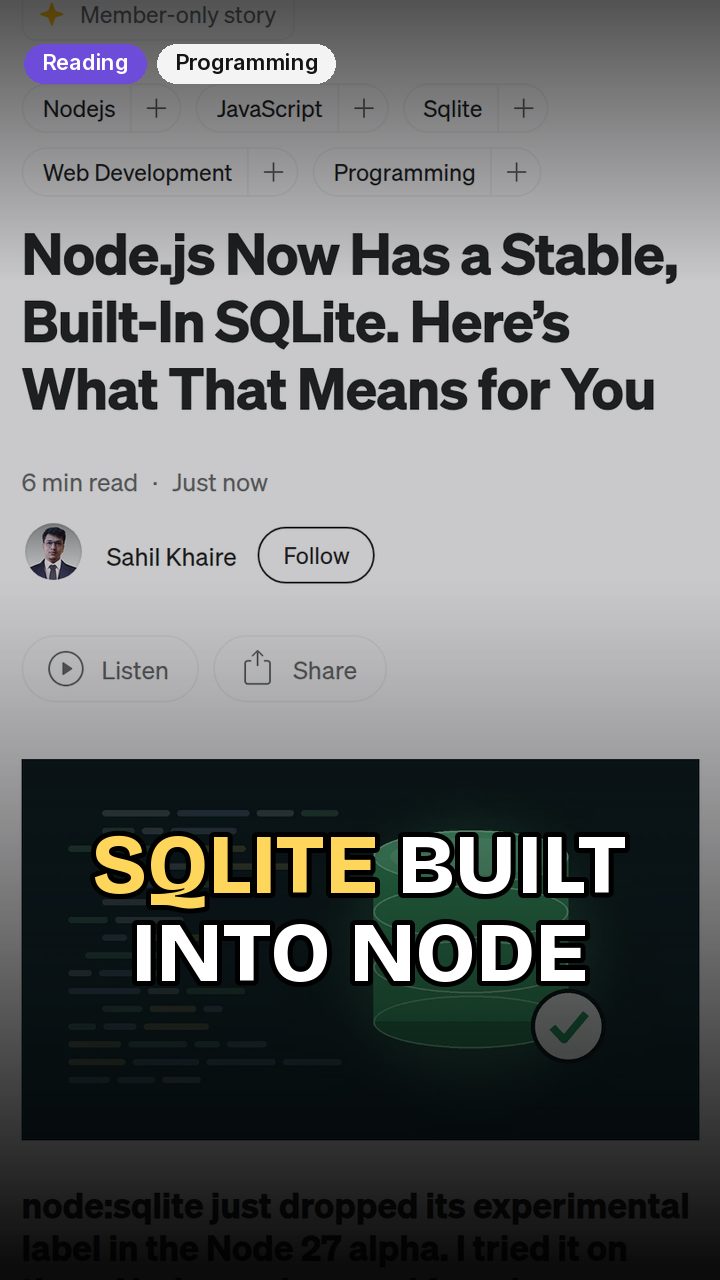 Member-only story
Reading
Programming
Nodejs
JavaScript
Sqlite
Web Development
Programming
Node.js Now Has a Stable,
Built-In SQLite. Here’s
What That Means for You
6 min read · Just now
Sahil Khaire
Follow
Listen
Share
SQLITE BUILT
INTO NODE
node:sqlite just dropped its experimental
label in the Node 27 alpha. I tried it on